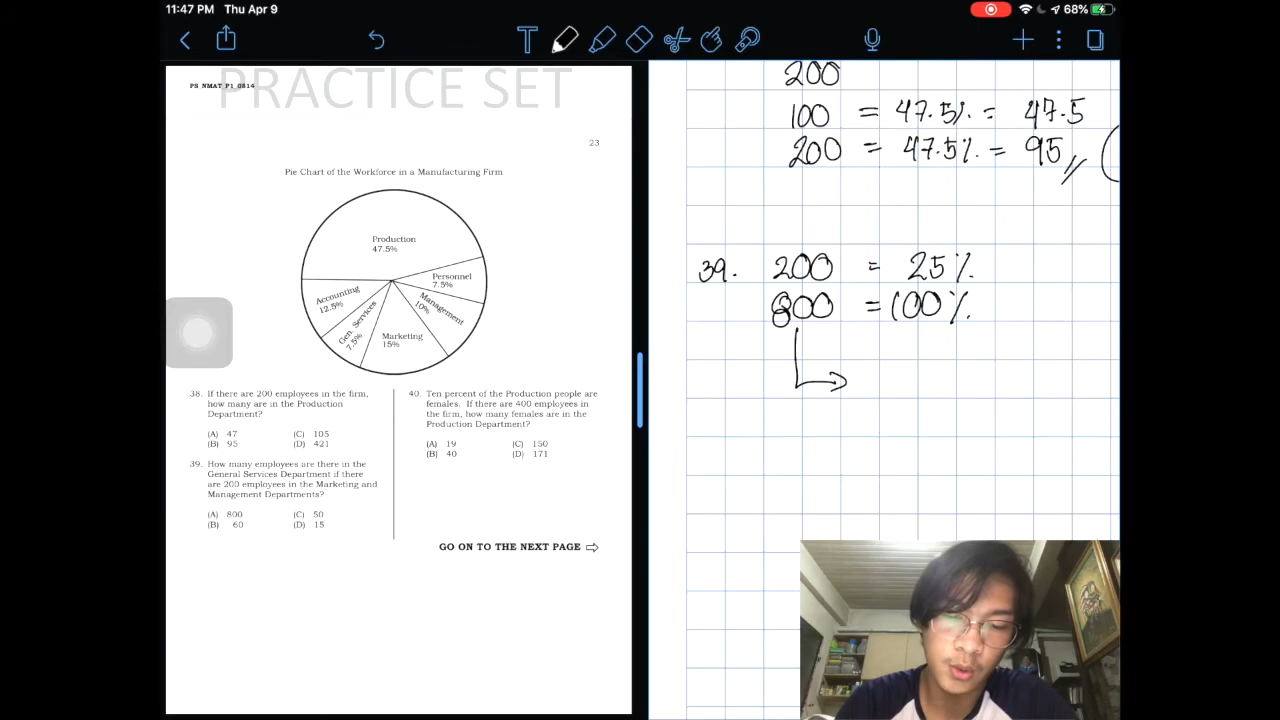 11:47 PM Thu Apr 9
68%
T
PS NMAT P1_0814
PRACTICE SET
23
Pie Chart of the Workforce in a Manufacturing Firm
Production
47.5%
Personnel
7.5%
Management
10%
Marketing
15%
Gen. Services
7.5%
Accounting
12.5%
38. If there are 200 employees in the firm,
how many are in the Production
Department?
(A) 47 (C) 105
(B) 95 (D) 421
39. How many employees are there in the
General Services Department if there
are 200 employees in the Marketing and
Management Departments?
(A) 800 (C) 50
(B) 60 (D) 15
40. Ten percent of the Production people are
females. If there are 400 employees in
the firm, how many females are in the
Production Department?
(A) 19 (C) 150
(B) 40 (D) 171
GO ON TO THE NEXT PAGE
200
100 = 47.5% = 47.5
200 = 47.5% = 95 (
39. 200 = 25%
800 = 100%